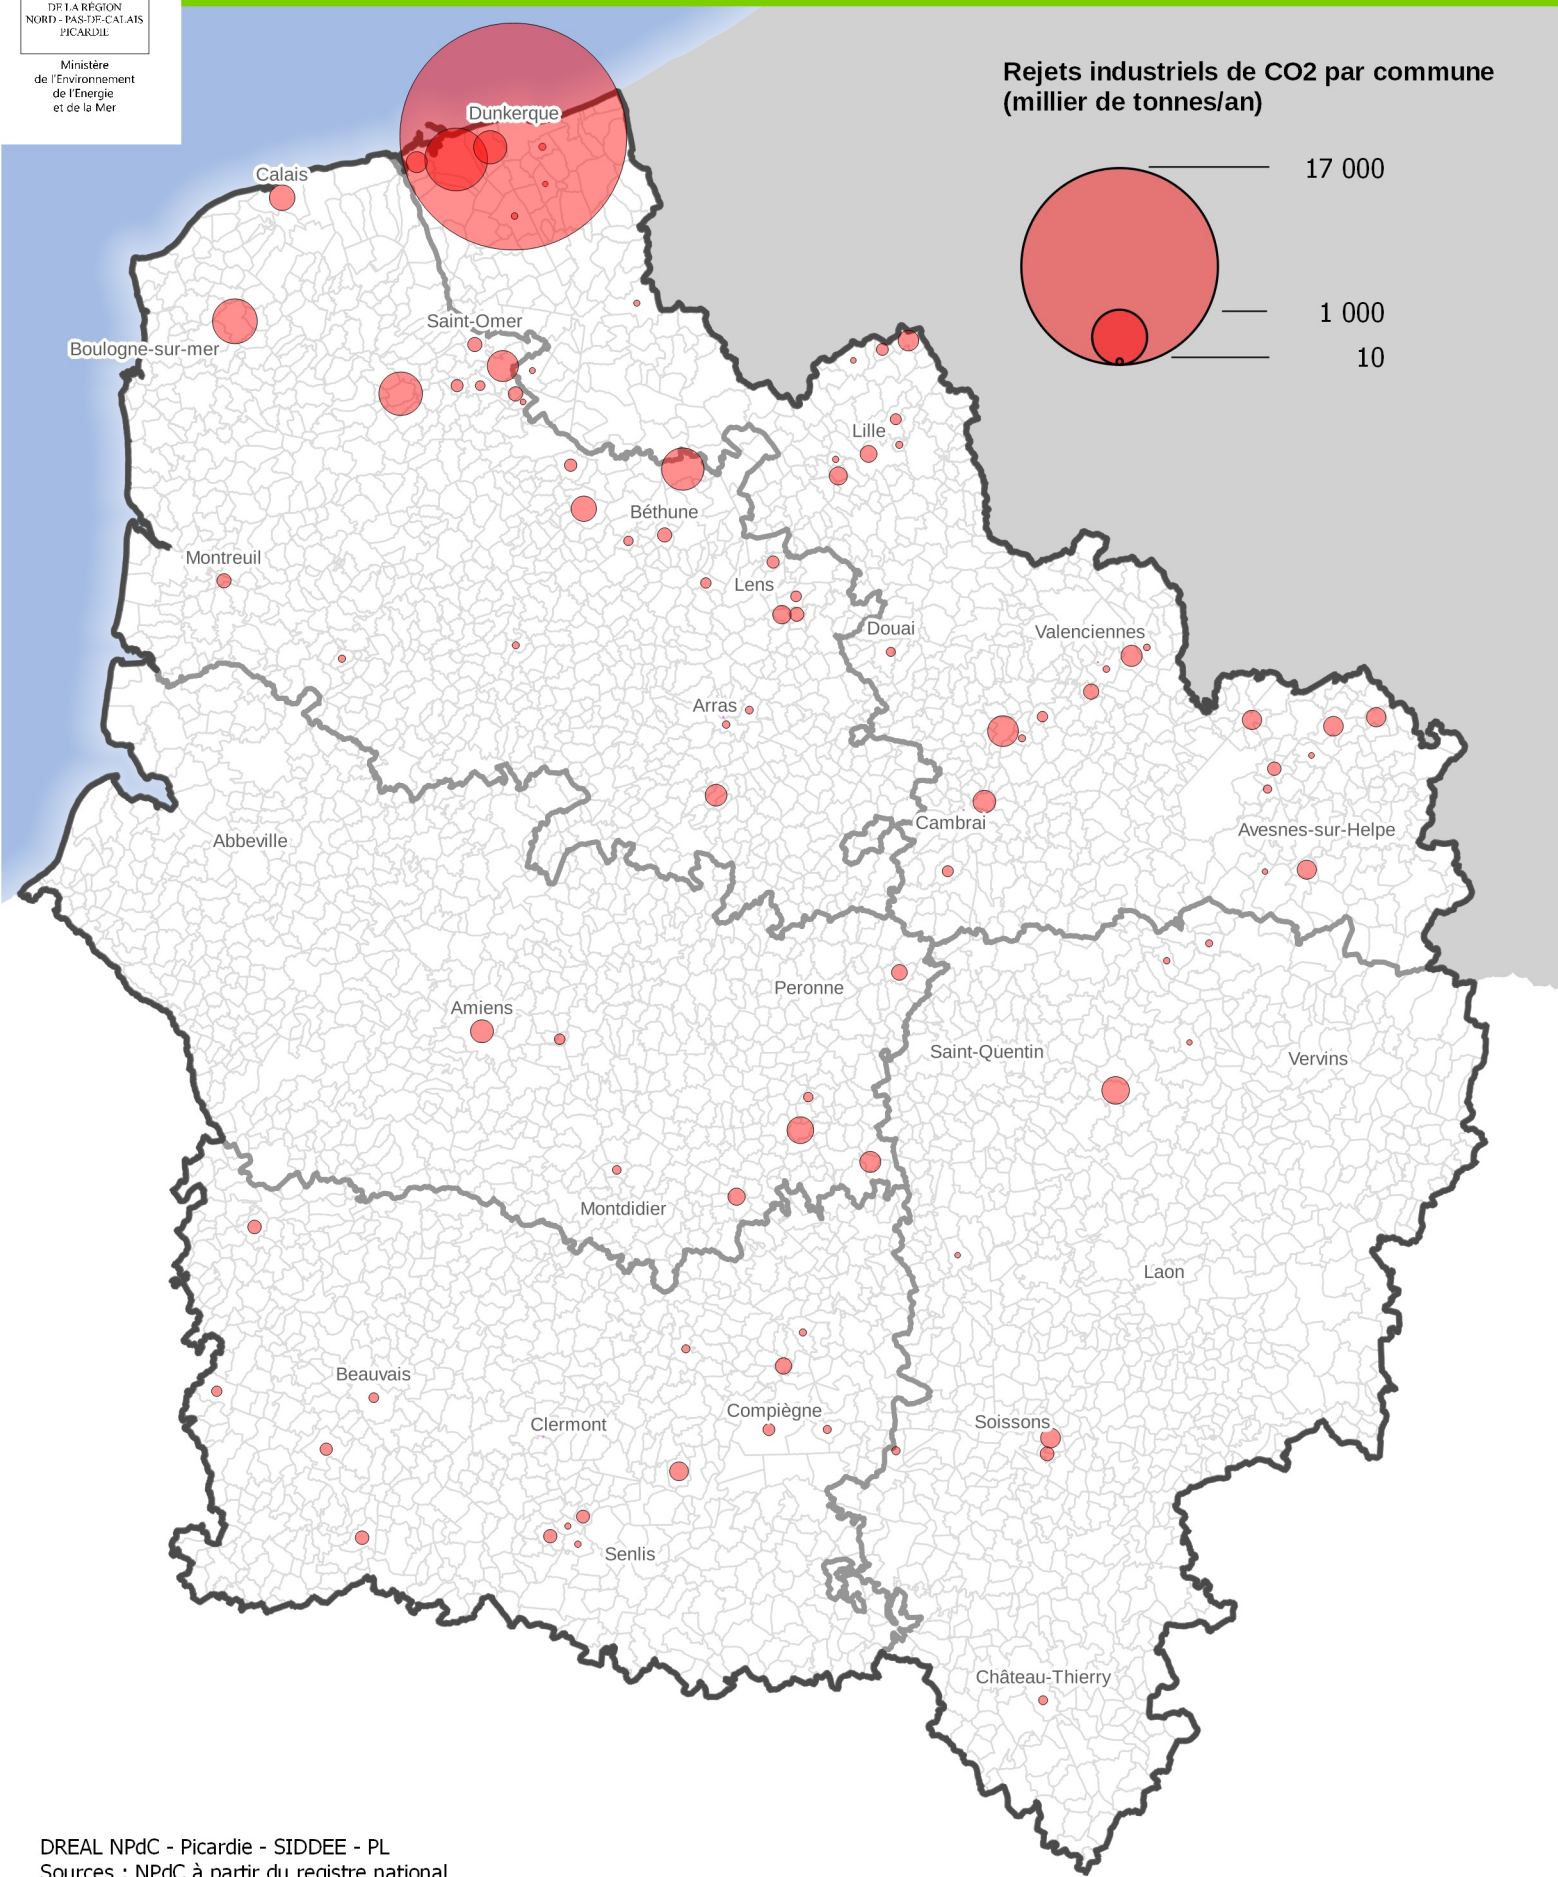 DE LA RÉGION
NORD - PAS-DE-CALAIS
PICARDIE
Ministère
de l'Environnement
de l'Energie
et de la Mer
Rejets industriels de CO2 par commune
(millier de tonnes/an)
17 000
1 000
10
Dunkerque
Calais
Saint-Omer
Boulogne-sur-mer
Lille
Béthune
Montreuil
Lens
Douai
Valenciennes
Arras
Cambrai
Avesnes-sur-Helpe
Abbeville
Peronne
Amiens
Saint-Quentin
Vervins
Montdidier
Laon
Beauvais
Compiègne
Clermont
Soissons
Senlis
Château-Thierry
DREAL NPdC - Picardie - SIDDEE - PL
Sources : NPdC à partir du registre national